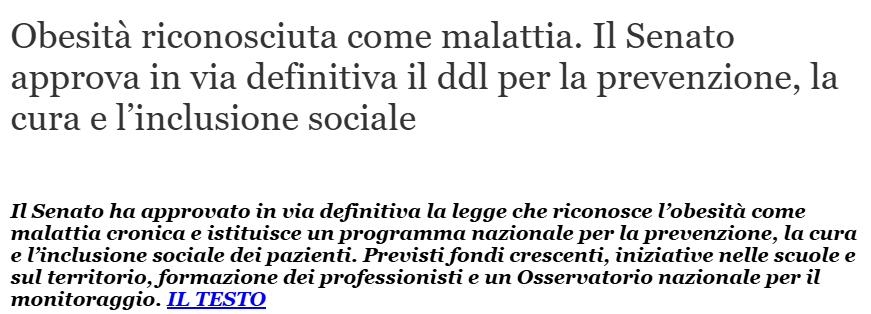 Obesità riconosciuta come malattia. Il Senato
approva in via definitiva il ddl per la prevenzione, la
cura e l’inclusione sociale
Il Senato ha approvato in via definitiva la legge che riconosce l’obesità come
malattia cronica e istituisce un programma nazionale per la prevenzione, la cura
e l’inclusione sociale dei pazienti. Previsti fondi crescenti, iniziative nelle scuole e
sul territorio, formazione dei professionisti e un Osservatorio nazionale per il
monitoraggio. IL TESTO